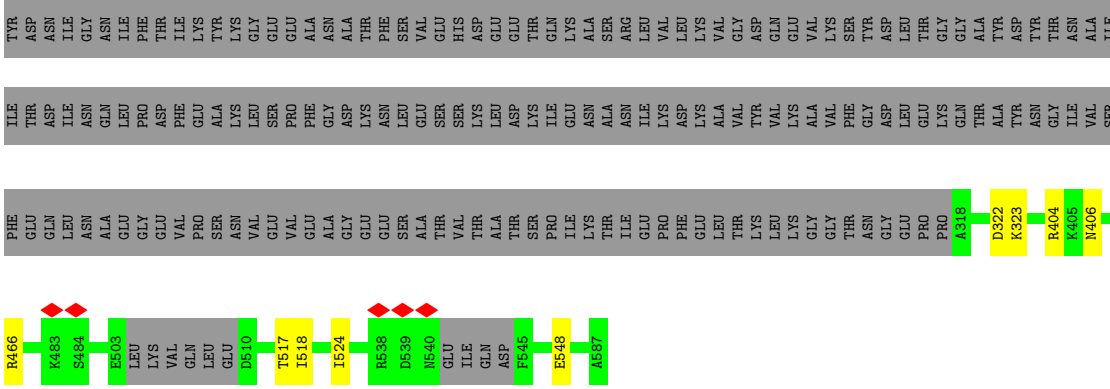 TYR ASP ASN ILE GLY ASN ILE PHE THR ILE LYS TYR LYS GLY GLU GLU ALA ASN ALA THR PHE SER VAL GLU HIS ASP GLU GLU THR GLN LYS ALA SER ARG LEU VAL LEU LYS VAL GLY ASP GLN GLU VAL LYS SER TYR ASP LEU THR GLY GLY ALA TYR ASP TYR THR ASN ALA ILE
ILE THR ASP ILE ASN GLN LEU PRO ASP PHE GLU ALA LYS LEU SER PRO PHE GLY ASP LYS ASN LEU GLU SER SER LYS LEU ASP LYS ILE GLU ASN ALA ASN ILE LYS ASP LYS ALA VAL TYR VAL LYS ALA VAL PHE GLY ASP LEU GLU LYS GLN THR ALA TYR ASN GLY ILE VAL SER
PHE GLU GLN LEU ASN ALA GLU GLY GLU VAL PRO SER ASN VAL GLU VAL GLU ALA GLY GLU GLU SER ALA THR VAL THR ALA THR SER PRO ILE LYS THR ILE GLU PRO PHE GLU LEU THR LYS LEU LYS GLY GLY THR ASN GLY GLU PRO PRO A318 D322 K323 R404 K405 N406
R466 K483 S484 E503 LEU LYS VAL GLN LEU GLU D510 T517 I518 I524 R538 D539 N540 GLU ILE GLN ASP F545 E548 A587